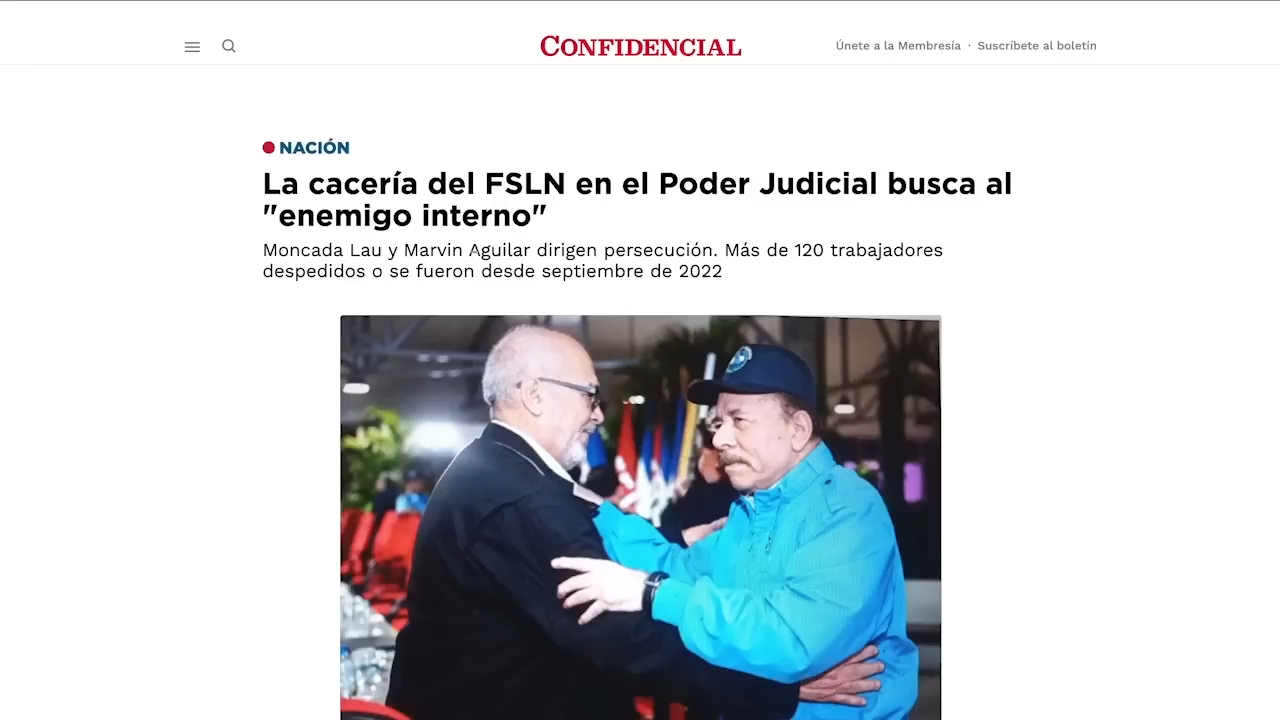 CONFIDENCIAL
Únete a la Membresía · Suscríbete al boletín
NACIÓN
La cacería del FSLN en el Poder Judicial busca al
"enemigo interno"
Moncada Lau y Marvin Aguilar dirigen persecución. Más de 120 trabajadores
despedidos o se fueron desde septiembre de 2022